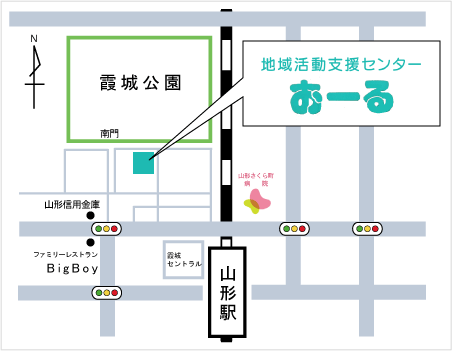 N
霞城公園
地域活動支援センター
おーる
南門
山形さくら町
病院
山形信用金庫
ファミリーレストラン
BigBoy
霞城
セントラル
山形駅